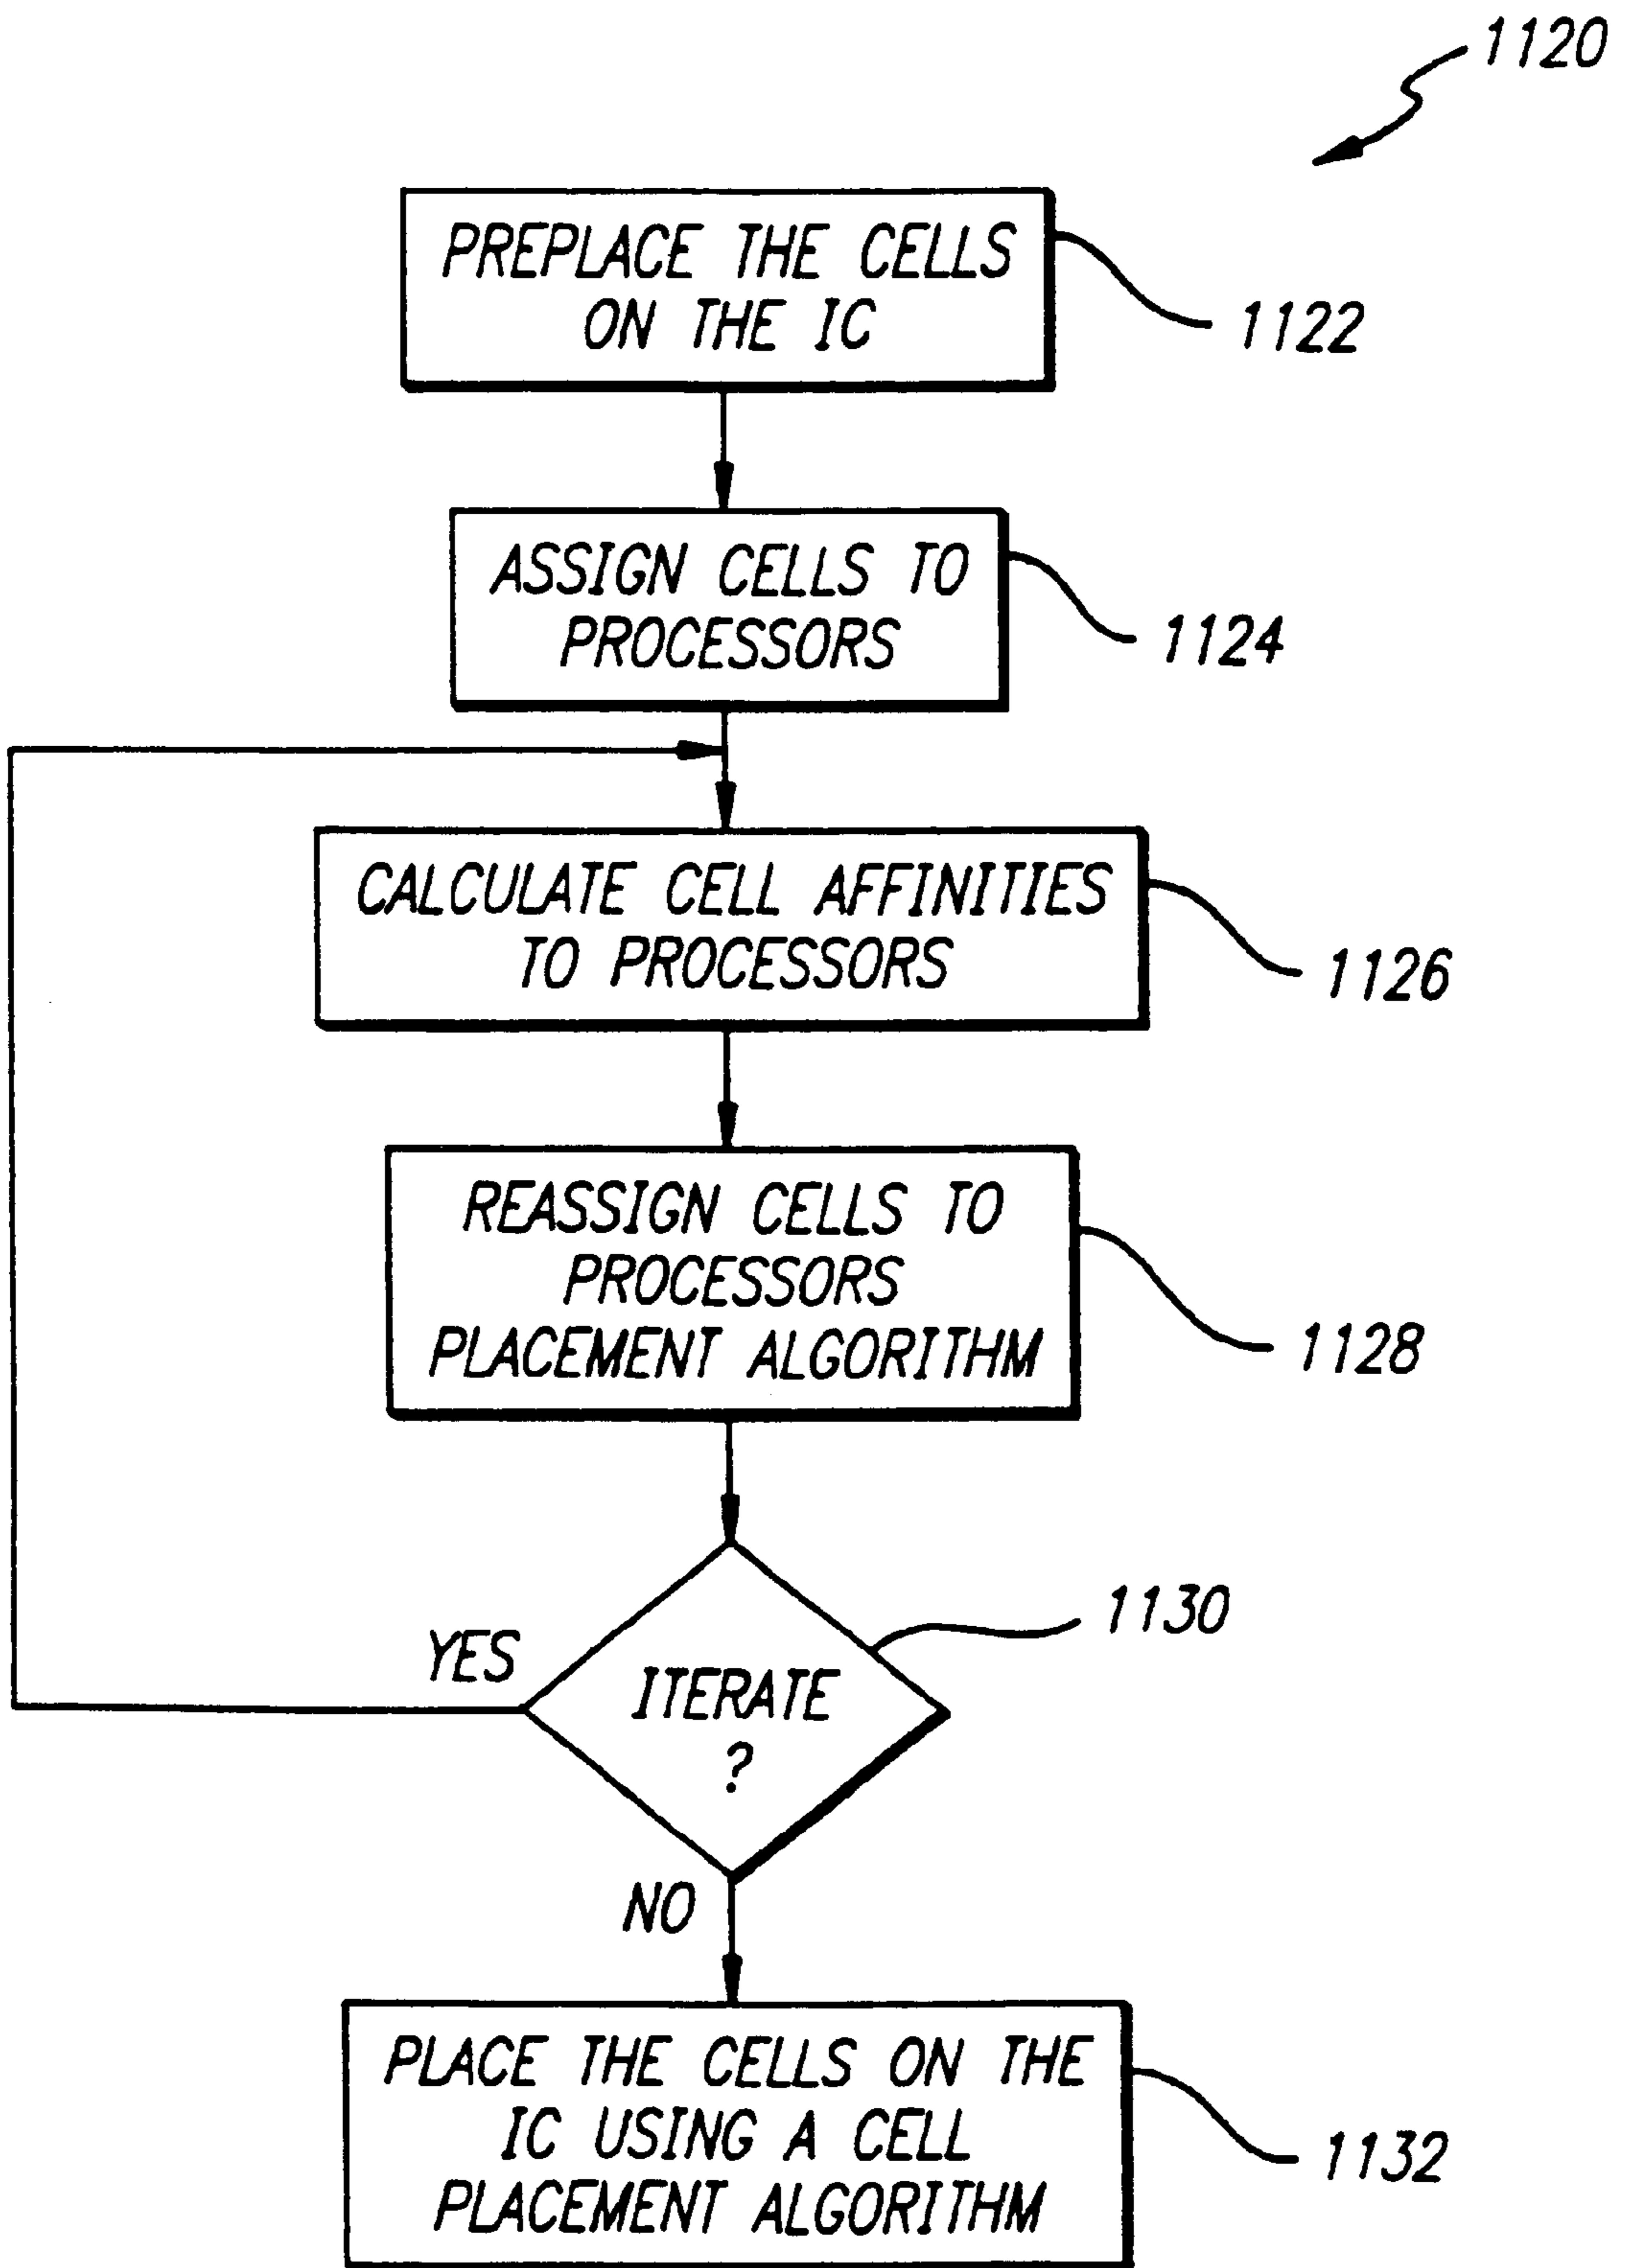 1120
PREPLACE THE CELLS
ON THE IC
1122
ASSIGN CELLS TO
PROCESSORS
1124
CALCULATE CELL AFFINITIES
TO PROCESSORS
1126
REASSIGN CELLS TO
PROCESSORS
PLACEMENT ALGORITHM
1128
1130
YES
ITERATE
?
NO
PLACE THE CELLS ON THE
IC USING A CELL
PLACEMENT ALGORITHM
1132